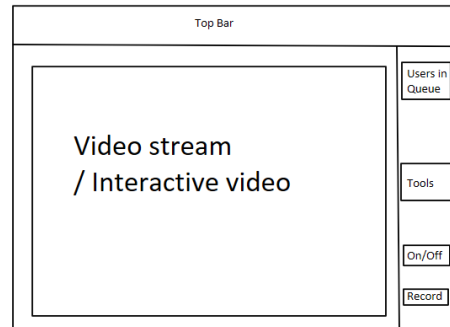 Top Bar
Users in
Queue
Video stream
/ Interactive video
Tools
On/Off
Record